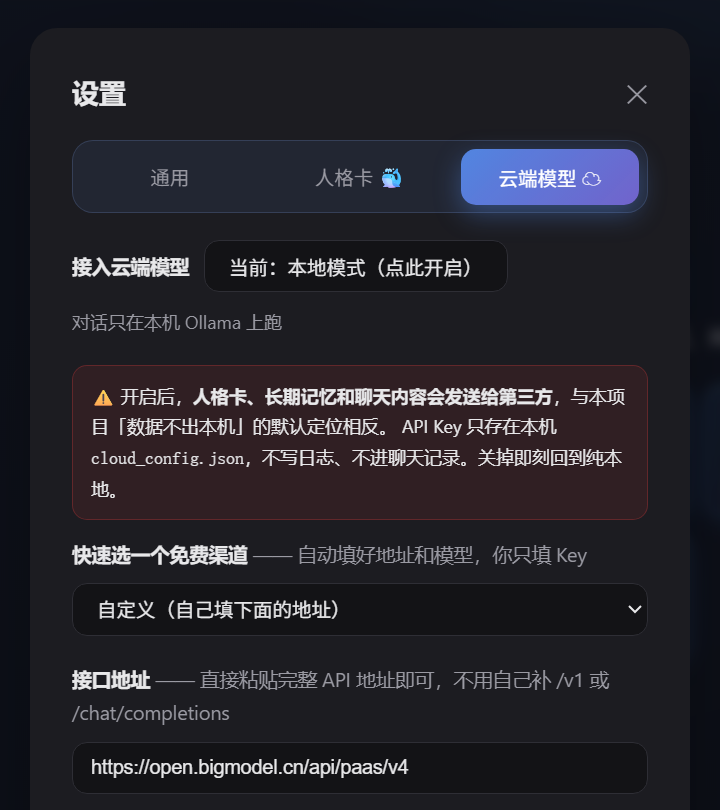 设置
通用 人格卡 🐳 云端模型
接入云端模型 当前：本地模式（点此开启）
对话只在本机 Ollama 上跑
⚠️ 开启后，人格卡、长期记忆和聊天内容会发送给第三方，与本项
目「数据不出本机」的默认定位相反。 API Key 只存在本机
cloud_config.json，不写日志、不进聊天记录。关掉即刻回到纯本
地。
快速选一个免费渠道 —— 自动填好地址和模型，你只填 Key
自定义（自己填下面的地址）
接口地址 —— 直接粘贴完整 API 地址即可，不用自己补 /v1 或
/chat/completions
https://open.bigmodel.cn/api/paas/v4